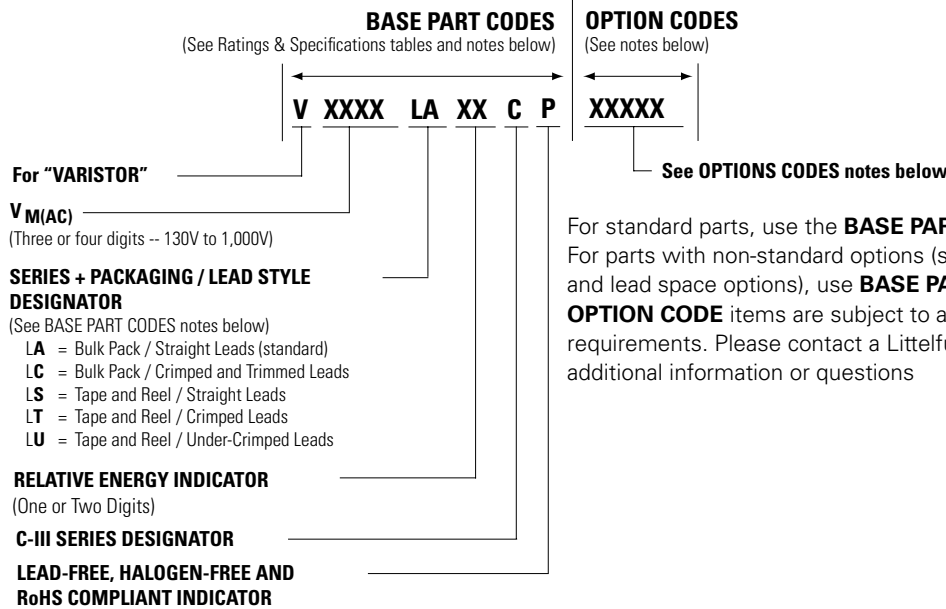 BASE PART CODES
(See Ratings & Specifications tables and notes below)
OPTION CODES
(See notes below)
V XXXX LA XX C P XXXXX
For "VARISTOR"
See OPTIONS CODES notes below
V M(AC)
(Three or four digits -- 130V to 1,000V)
SERIES + PACKAGING / LEAD STYLE
DESIGNATOR
(See BASE PART CODES notes below)
LA = Bulk Pack / Straight Leads (standard)
LC = Bulk Pack / Crimped and Trimmed Leads
LS = Tape and Reel / Straight Leads
LT = Tape and Reel / Crimped Leads
LU = Tape and Reel / Under-Crimped Leads
RELATIVE ENERGY INDICATOR
(One or Two Digits)
C-III SERIES DESIGNATOR
LEAD-FREE, HALOGEN-FREE AND
RoHS COMPLIANT INDICATOR
For standard parts, use the BASE PAR
For parts with non-standard options (s
and lead space options), use BASE PA
OPTION CODE items are subject to a
requirements. Please contact a Littelfu
additional information or questions